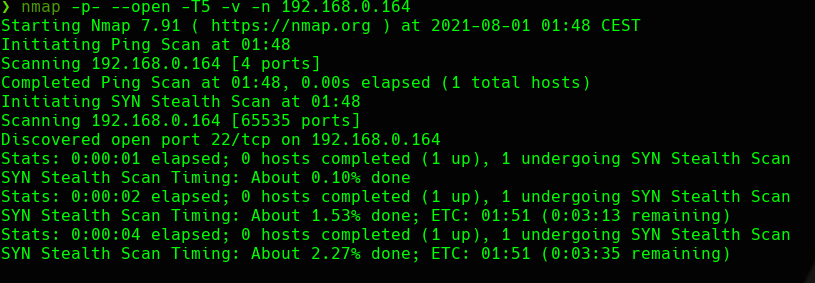 ❯ nmap -p- --open -T5 -v -n 192.168.0.164
Starting Nmap 7.91 ( https://nmap.org ) at 2021-08-01 01:48 CEST
Initiating Ping Scan at 01:48
Scanning 192.168.0.164 [4 ports]
Completed Ping Scan at 01:48, 0.00s elapsed (1 total hosts)
Initiating SYN Stealth Scan at 01:48
Scanning 192.168.0.164 [65535 ports]
Discovered open port 22/tcp on 192.168.0.164
Stats: 0:00:01 elapsed; 0 hosts completed (1 up), 1 undergoing SYN Stealth Scan
SYN Stealth Scan Timing: About 0.10% done
Stats: 0:00:02 elapsed; 0 hosts completed (1 up), 1 undergoing SYN Stealth Scan
SYN Stealth Scan Timing: About 1.53% done; ETC: 01:51 (0:03:13 remaining)
Stats: 0:00:04 elapsed; 0 hosts completed (1 up), 1 undergoing SYN Stealth Scan
SYN Stealth Scan Timing: About 2.27% done; ETC: 01:51 (0:03:35 remaining)